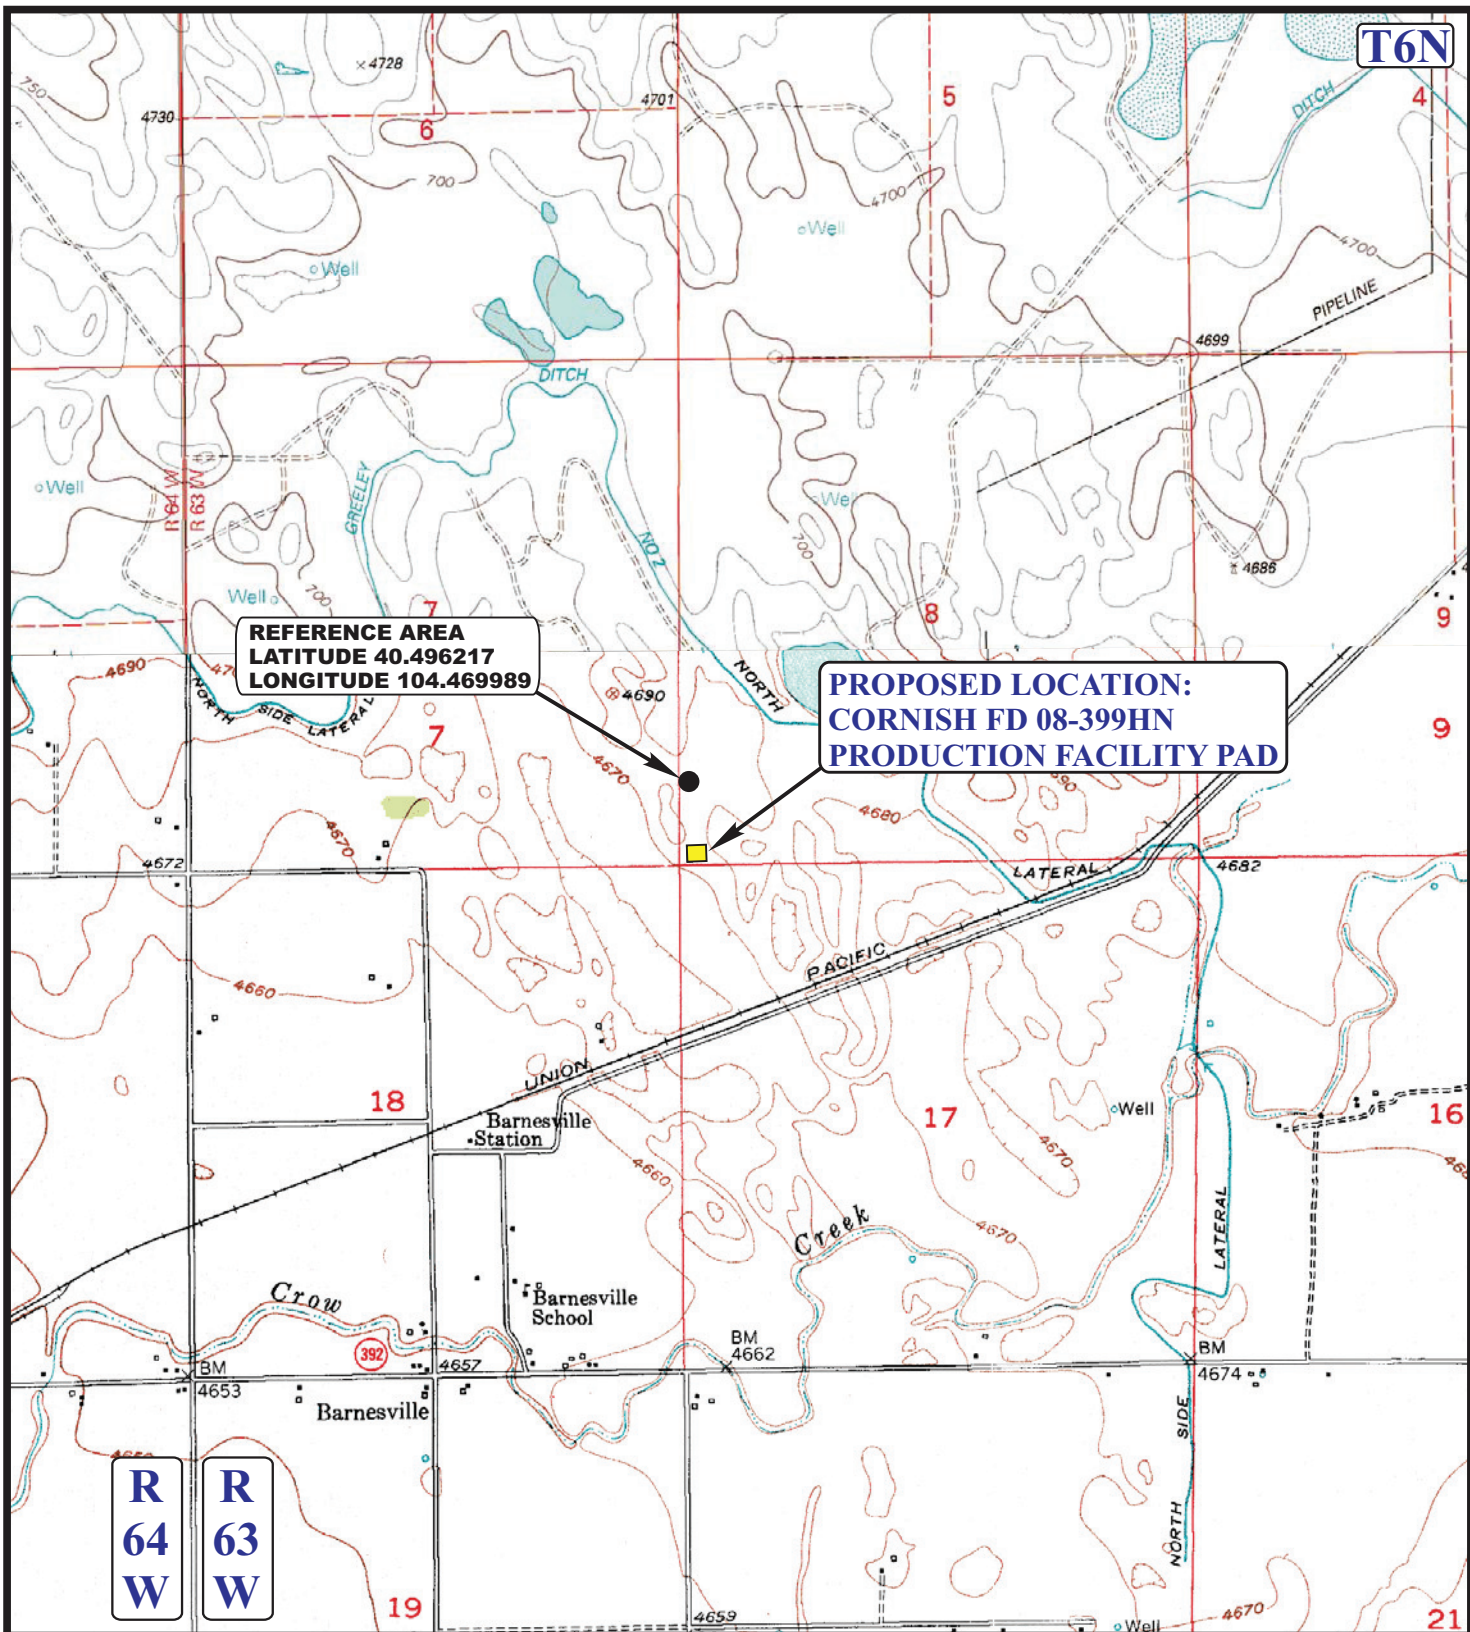 T6N
4728
750
4730
4701
5
4
6
DITCH
700
4700
Well
4700
Well
PIPELINE
4699
DITCH
R 64 W
R 63 W
Well
GREELEY
Well
NO 2
700
4686
Well
700
7
8
9
REFERENCE AREA
LATITUDE 40.496217
LONGITUDE 104.469989
4690
NORTH SIDE LATERAL
4690
NORTH
PROPOSED LOCATION:
CORNISH FD 08-399HN
PRODUCTION FACILITY PAD
7
9
4670
4680
4670
4672
LATERAL
4682
PACIFIC
4660
UNION
18
Barnesville
Station
17
Well
16
4670
4660
LATERAL
Creek
4670
Crow
Barnesville
School
392
BM
4662
BM
4657
BM
4653
4674
Barnesville
SIDE
NORTH
R
64
W
R
63
W
19
4659
Well
4670
21